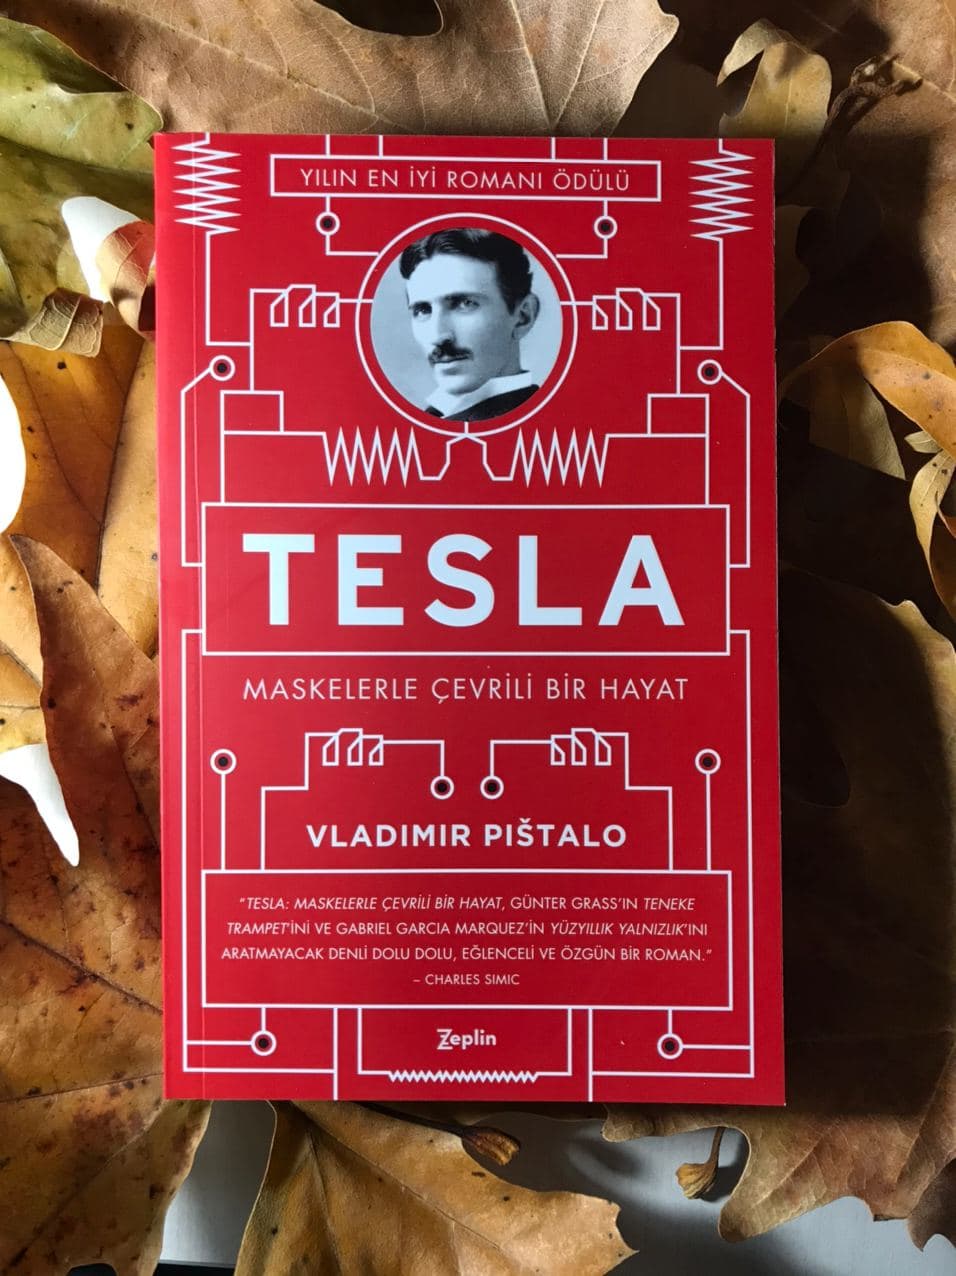 YILIN EN İYİ ROMANI ÖDÜLÜ
TESLA
MASKELERLE ÇEVRİLİ BİR HAYAT
VLADIMIR PIŠTALO
"TESLA: MASKELERLE ÇEVRİLİ BİR HAYAT, GÜNTER GRASS'IN TENEKE
TRAMPET'İNİ VE GABRIEL GARCIA MARQUEZ'İN YÜZYILLIK YALNIZLIK'INI
ARATMAYACAK DENLİ DOLU DOLU, EĞLENCELİ VE ÖZGÜN BİR ROMAN."
– CHARLES SIMIC
Zeplin